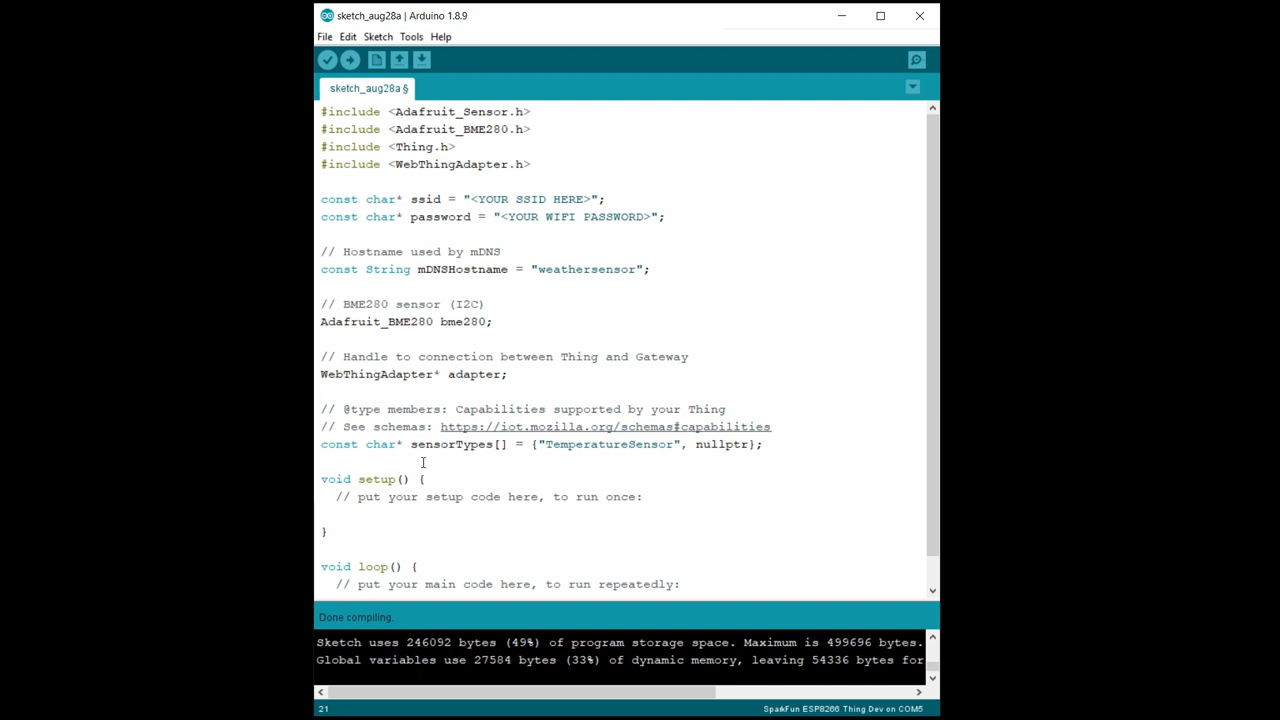 sketch_aug28a | Arduino 1.8.9
File Edit Sketch Tools Help
sketch_aug28a §
#include <Adafruit_Sensor.h>
#include <Adafruit_BME280.h>
#include <Thing.h>
#include <WebThingAdapter.h>
const char* ssid = "<YOUR SSID HERE>";
const char* password = "<YOUR WIFI PASSWORD>";
// Hostname used by mDNS
const String mDNSHostname = "weathersensor";
// BME280 sensor (I2C)
Adafruit_BME280 bme280;
// Handle to connection between Thing and Gateway
WebThingAdapter* adapter;
// @type members: Capabilities supported by your Thing
// See schemas: https://iot.mozilla.org/schemas#capabilities
const char* sensorTypes[] = {"TemperatureSensor", nullptr};
void setup() {
// put your setup code here, to run once:
}
void loop() {
// put your main code here, to run repeatedly:
Done compiling.
Sketch uses 246092 bytes (49%) of program storage space. Maximum is 499696 bytes.
Global variables use 27584 bytes (33%) of dynamic memory, leaving 54336 bytes for
21 SparkFun ESP8266 Thing Dev on COM5